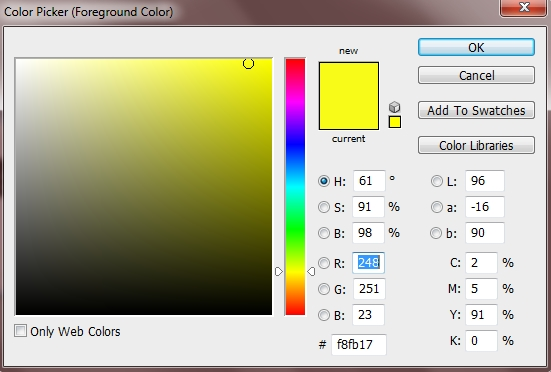 Color Picker (Foreground Color)
new
current
OK
Cancel
Add To Swatches
Color Libraries
H: 61 °
S: 91 %
B: 98 %
R: 248
G: 251
B: 23
# f8fb17
L: 96
a: -16
b: 90
C: 2 %
M: 5 %
Y: 91 %
K: 0 %
Only Web Colors